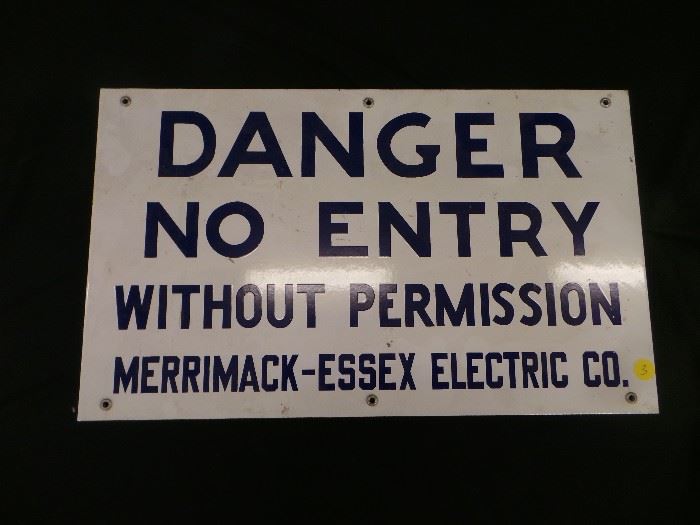 DANGER
NO ENTRY
WITHOUT PERMISSION
MERRIMACK-ESSEX ELECTRIC CO.
3